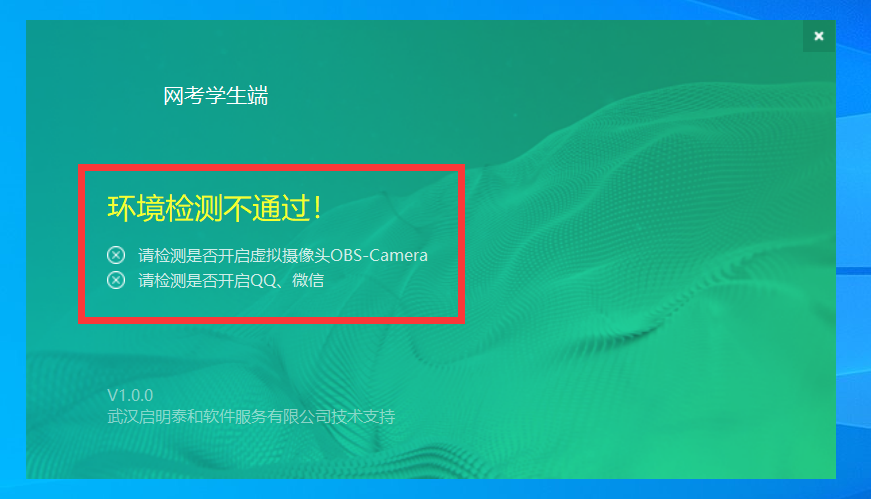 网考学生端
环境检测不通过！
请检测是否开启虚拟摄像头OBS-Camera
请检测是否开启QQ、微信
V1.0.0
武汉启明泰和软件服务有限公司技术支持